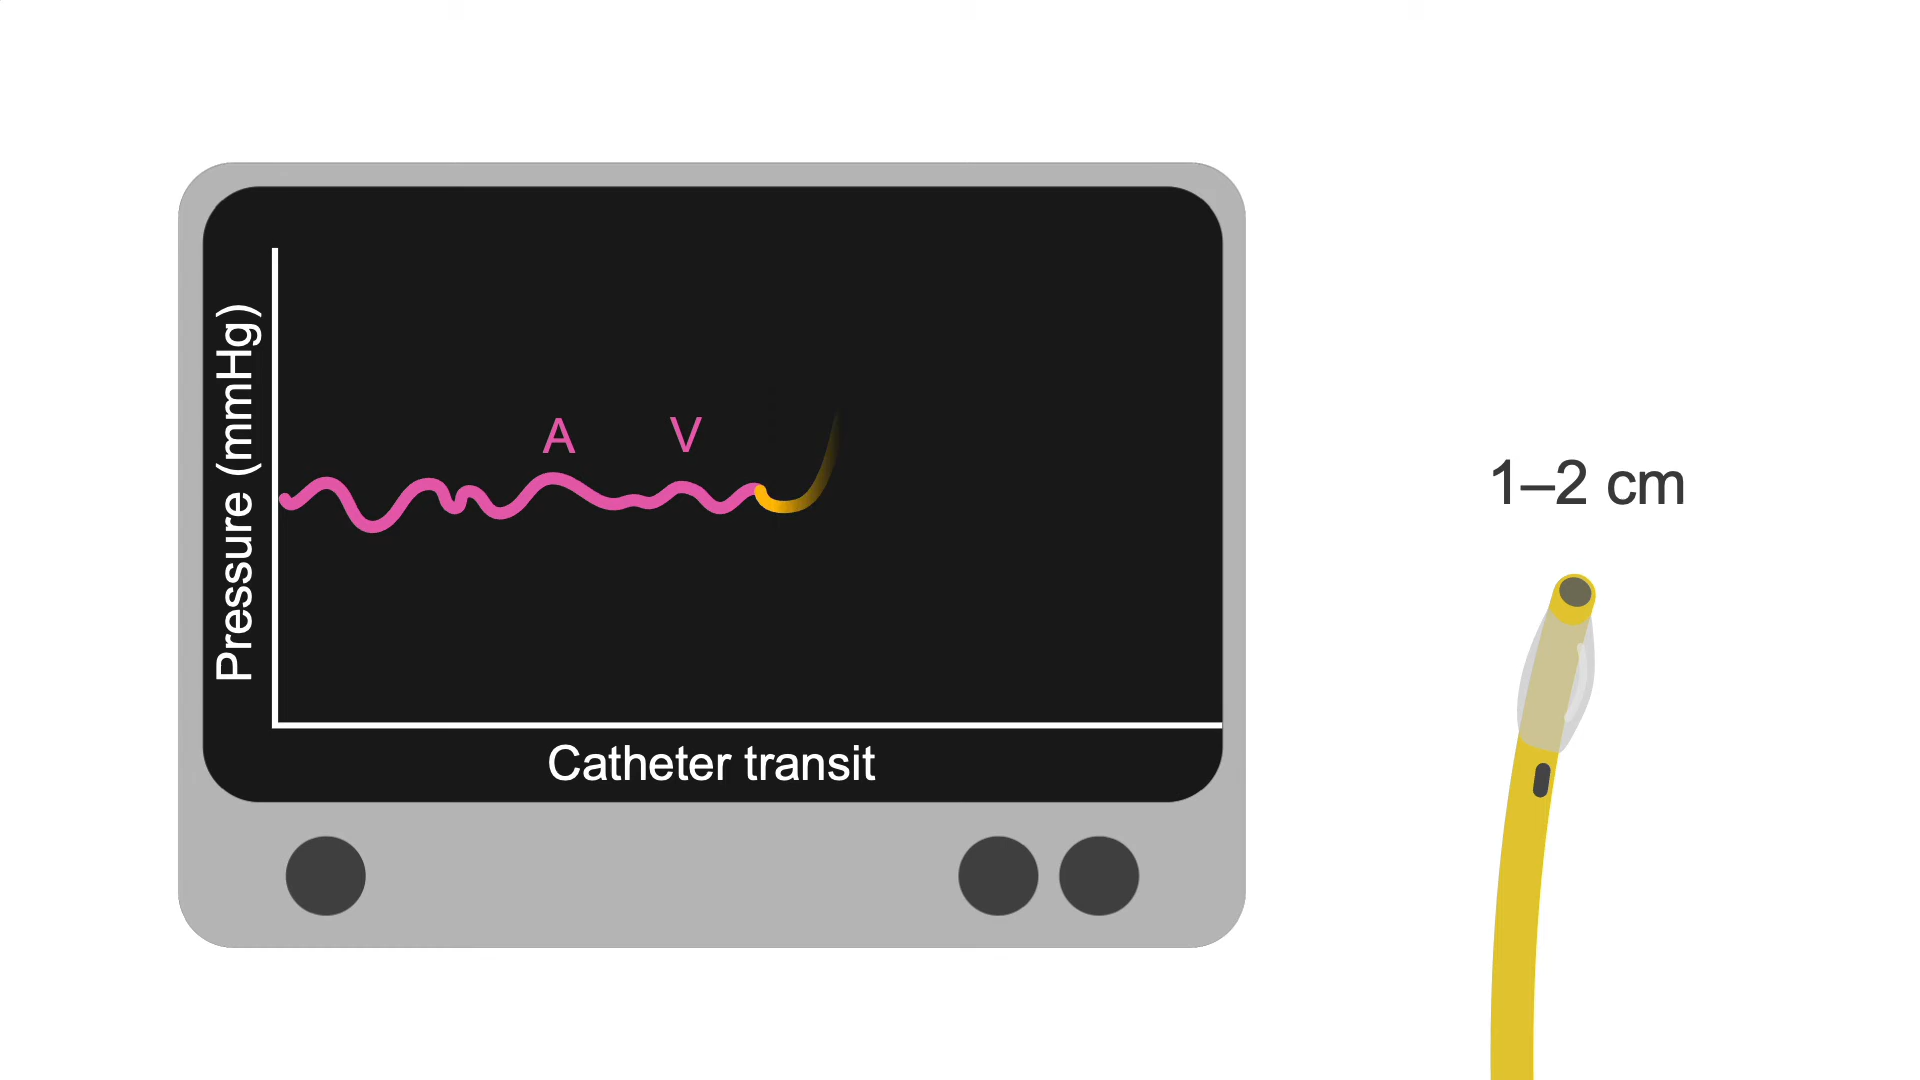 Pressure (mmHg)
A
V
Catheter transit
1–2 cm